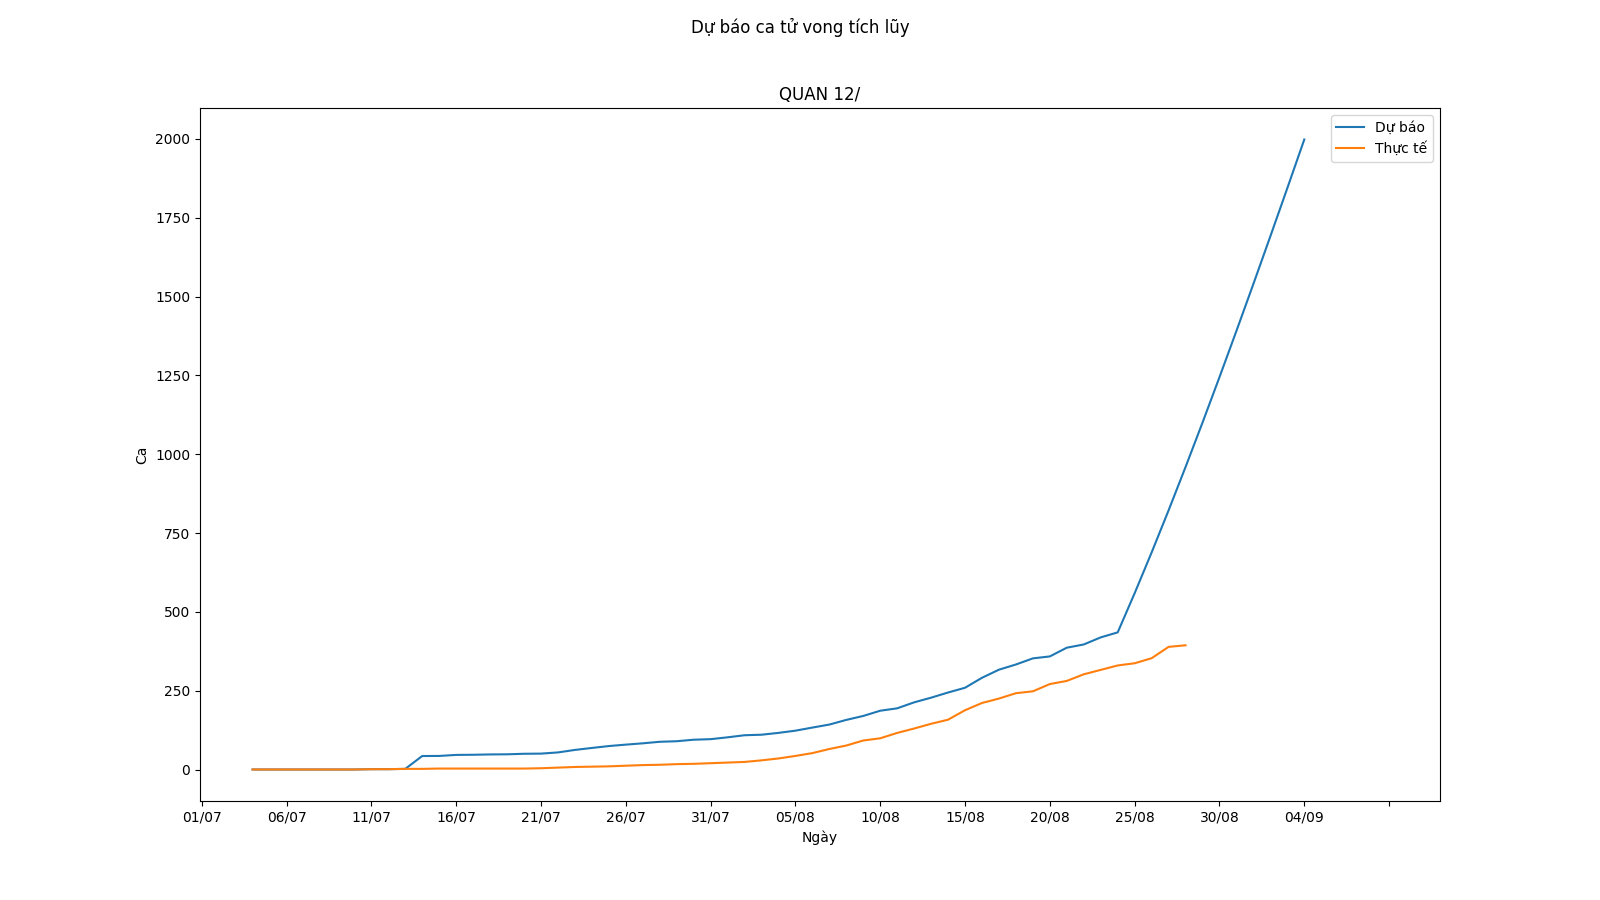 Dự báo ca tử vong tích lũy
QUAN 12/
Dự báo
Thực tế
2000
1750
1500
1250
1000
750
500
250
0
Ca
01/07 06/07 11/07 16/07 21/07 26/07 31/07 05/08 10/08 15/08 20/08 25/08 30/08 04/09
Ngày